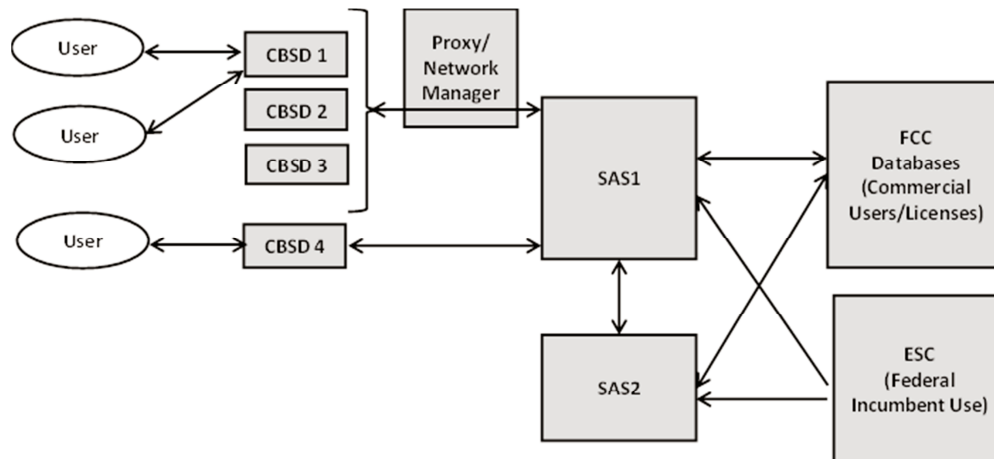 User
CBSD 1
Proxy/
Network
Manager
CBSD 2
User
CBSD 3
SAS1
FCC
Databases
(Commercial
Users/Licenses)
User
CBSD 4
SAS2
ESC
(Federal
Incumbent Use)